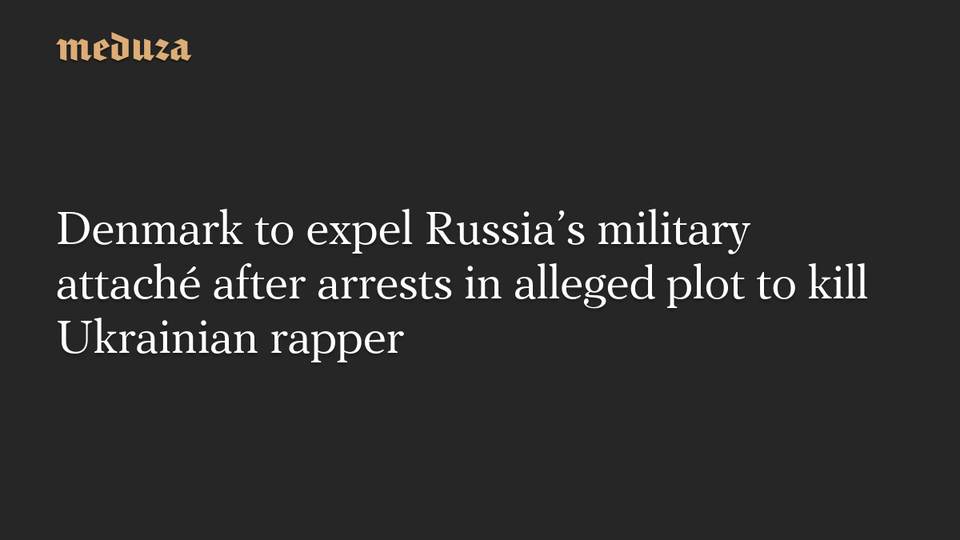 meduza
Denmark to expel Russia’s military
attaché after arrests in alleged plot to kill
Ukrainian rapper